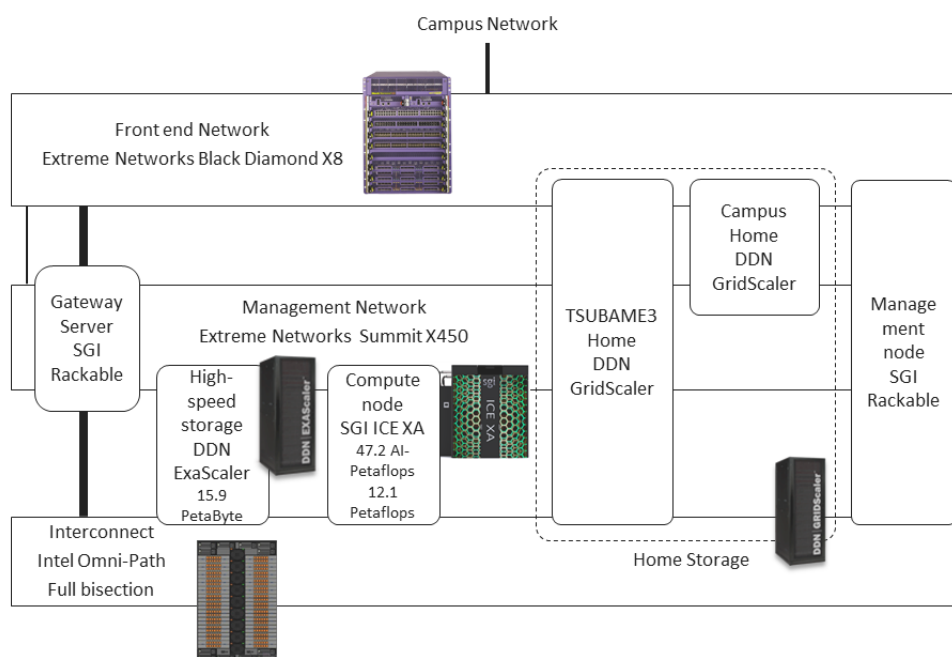 Campus Network
Front end Network
Extreme Networks Black Diamond X8
Campus
Home
DDN
GridScaler
Management Network
Extreme Networks Summit X450
Gateway
Server
SGI
Rackable
TSUBAME3
Home
DDN
GridScaler
Manage
ment
node
SGI
Rackable
High-
speed
storage
DDN
ExaScaler
15.9
PetaByte
DDN | EXAScaler
Compute
node
SGI ICE XA
47.2 AI-
Petaflops
12.1
Petaflops
sgi
ICE XA
DDN | GRIDScaler
Home Storage
Interconnect
Intel Omni-Path
Full bisection